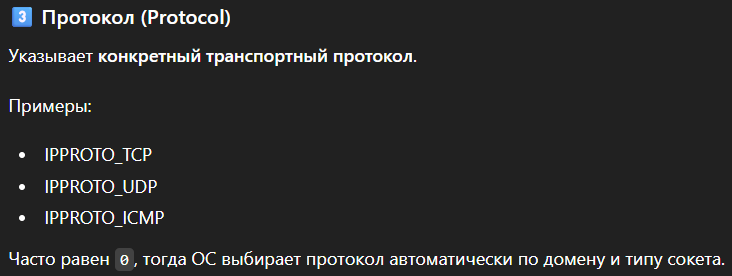 3 Протокол (Protocol)
Указывает конкретный транспортный протокол.
Примеры:
• IPPROTO_TCP
• IPPROTO_UDP
• IPPROTO_ICMP
Часто равен 0, тогда ОС выбирает протокол автоматически по домену и типу сокета.